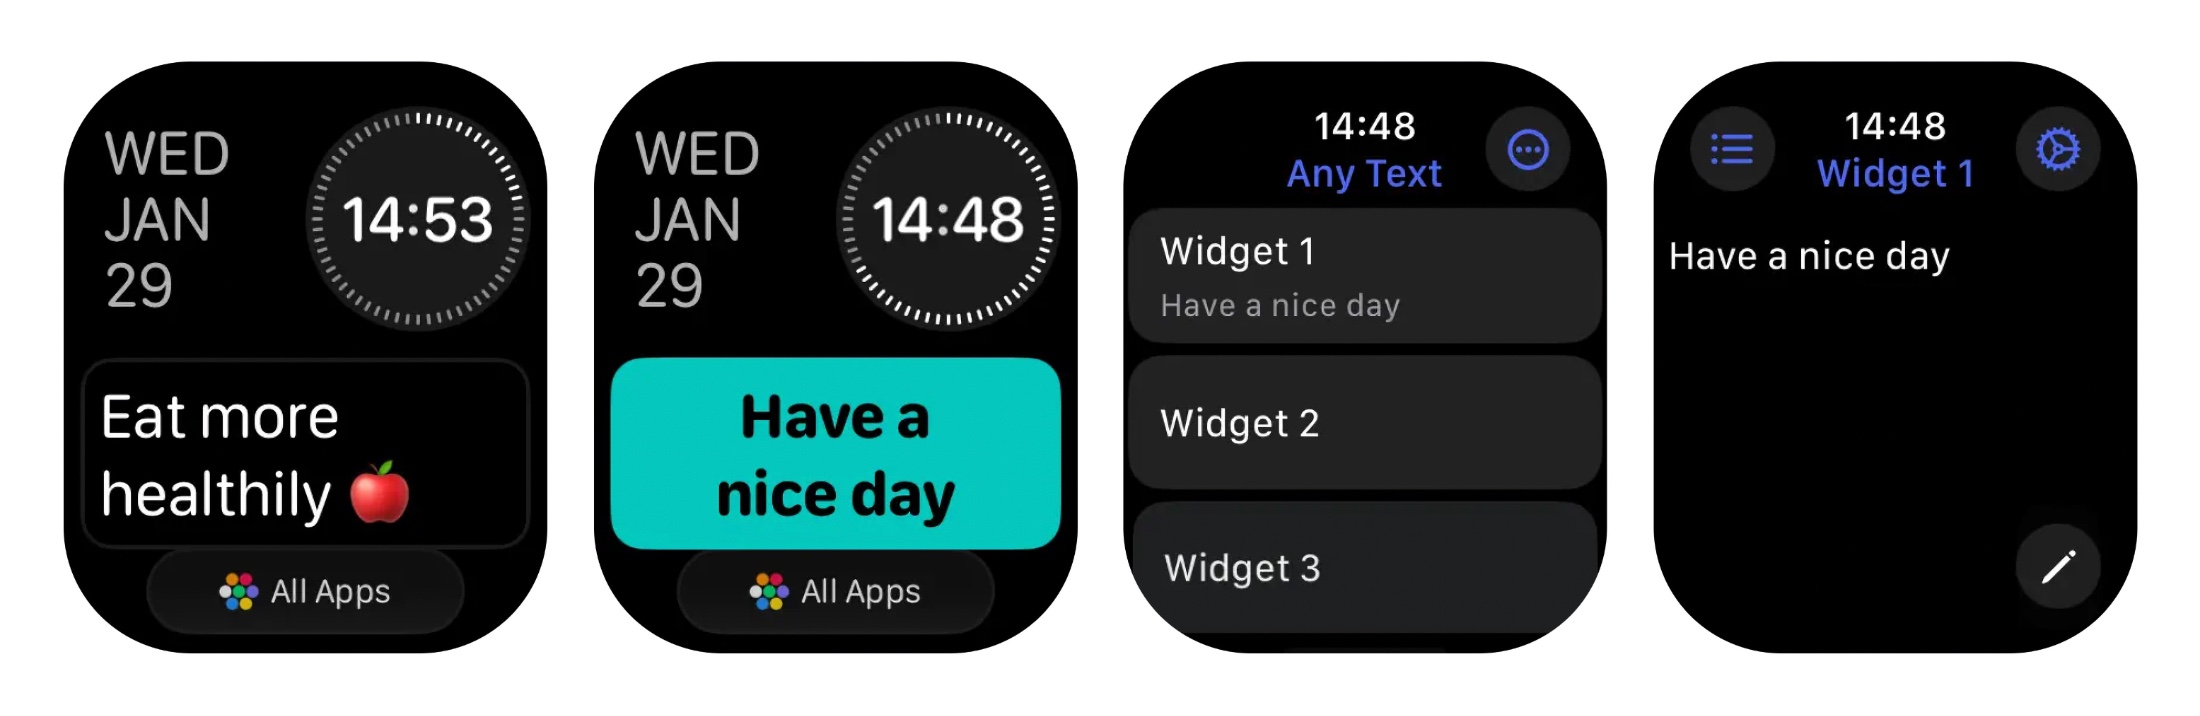 WED
JAN
29
14:53
Eat more
healthily 🍎
All Apps
WED
JAN
29
14:48
Have a
nice day
All Apps
14:48
Any Text
Widget 1
Have a nice day
Widget 2
Widget 3
14:48
Widget 1
Have a nice day